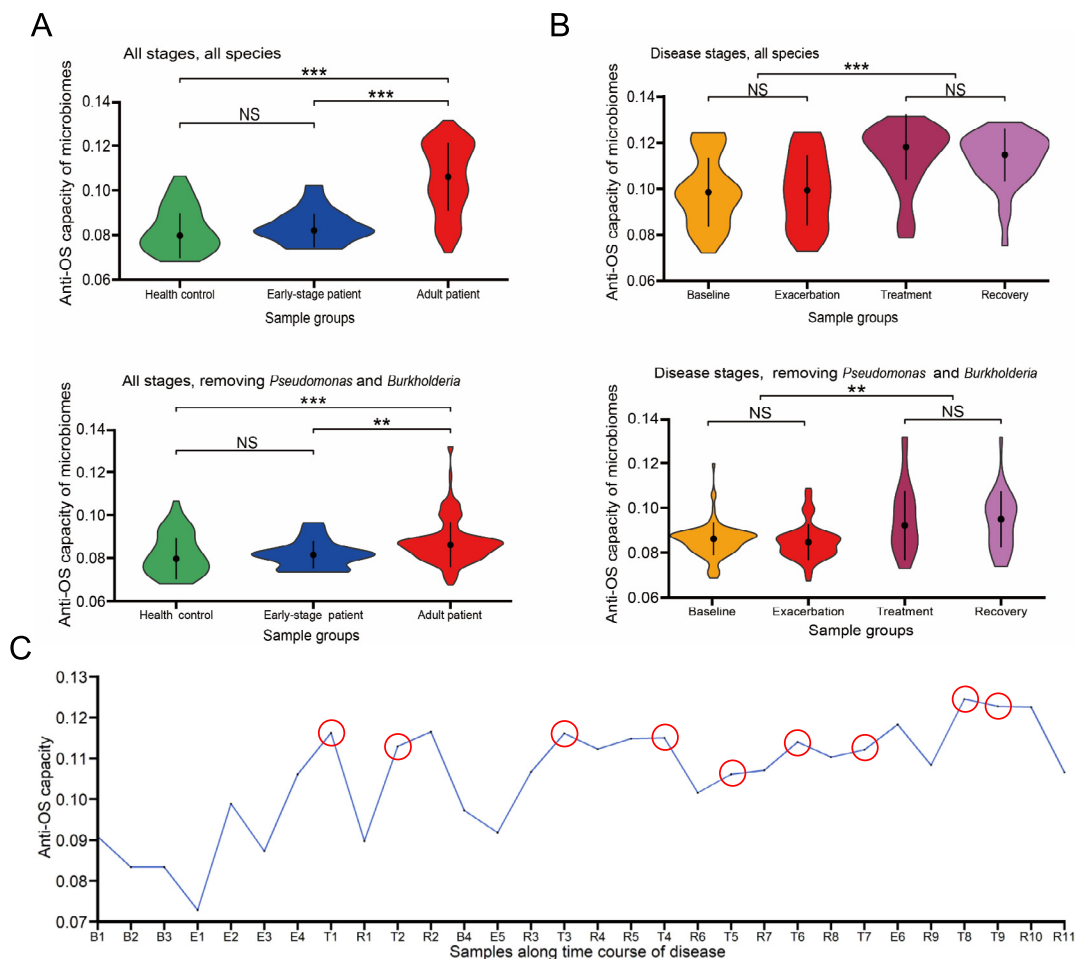 A
All stages, all species
***
***
NS
Anti-OS capacity of microbiomes
0.14
0.12
0.10
0.08
0.06
Health control
Early-stage patient
Adult patient
Sample groups
B
Disease stages, all species
***
NS
NS
Anti-OS capacity of microbiomes
0.14
0.12
0.10
0.08
0.06
Baseline
Exacerbation
Treatment
Recovery
Sample groups
All stages, removing Pseudomonas and Burkholderia
***
**
NS
Anti-OS capacity of microbiomes
0.14
0.12
0.10
0.08
0.06
Health control
Early-stage patient
Adult patient
Sample groups
Disease stages, removing Pseudomonas and Burkholderia
**
NS
NS
Anti-OS capacity of microbiomes
0.14
0.12
0.10
0.08
0.06
Baseline
Exacerbation
Treatment
Recovery
Sample groups
C
Anti-OS capacity
0.13
0.12
0.11
0.10
0.09
0.08
0.07
B1 B2 B3 E1 E2 E3 E4 T1 R1 T2 R2 B4 E5 R3 T3 R4 R5 T4 R6 T5 R7 T6 R8 T7 E6 R9 T8 T9 R10 R11
Samples along time course of disease